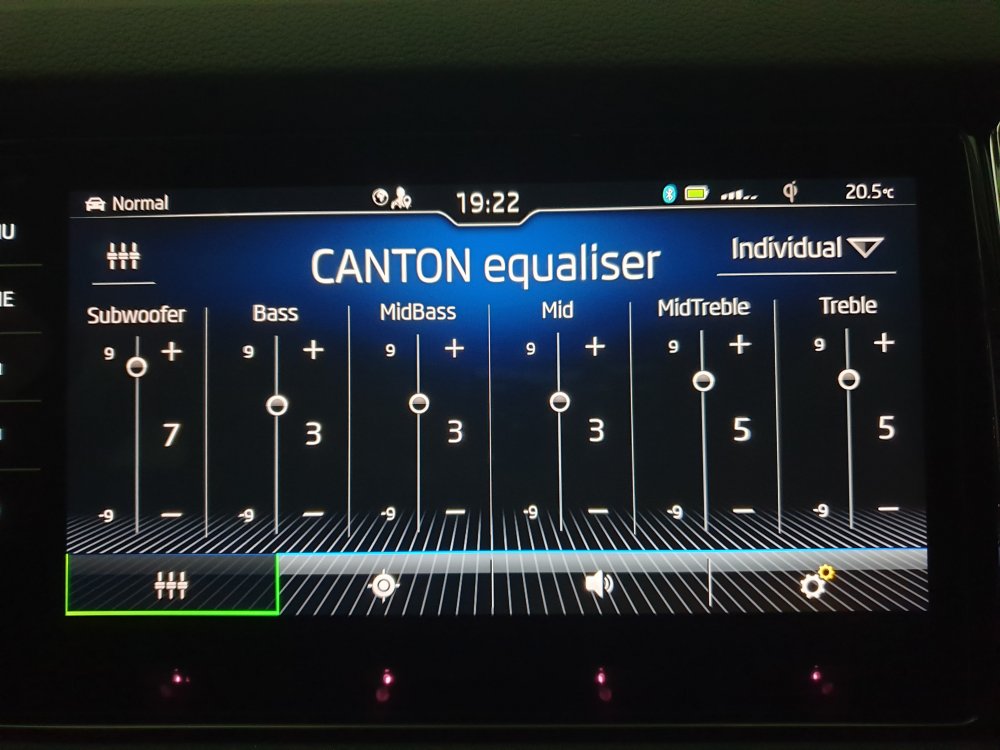 Normal
19:22
20.5°C
CANTON equaliser
Individual
Subwoofer Bass MidBass Mid MidTreble Treble
9 + 9 + 9 + 9 + 9 + 9 +
7 3 3 3 5 5
-9 − -9 − -9 − -9 − -9 − -9 −